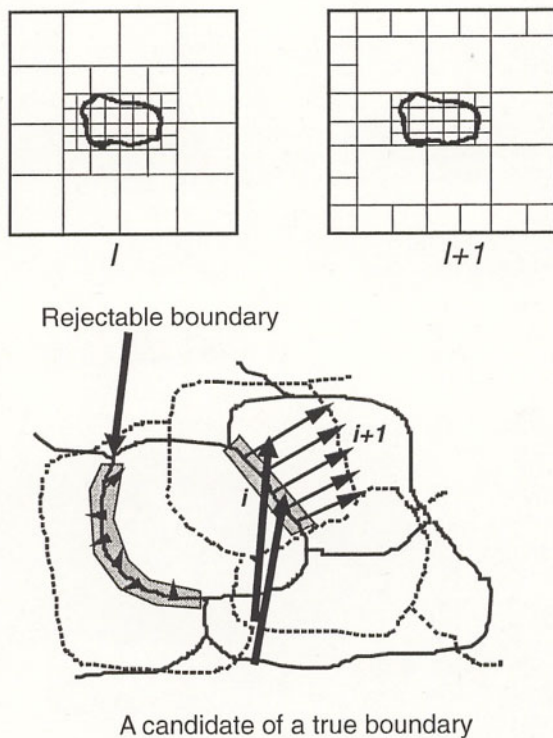 I
I+1
Rejectable boundary
i+1
i
A candidate of a true boundary